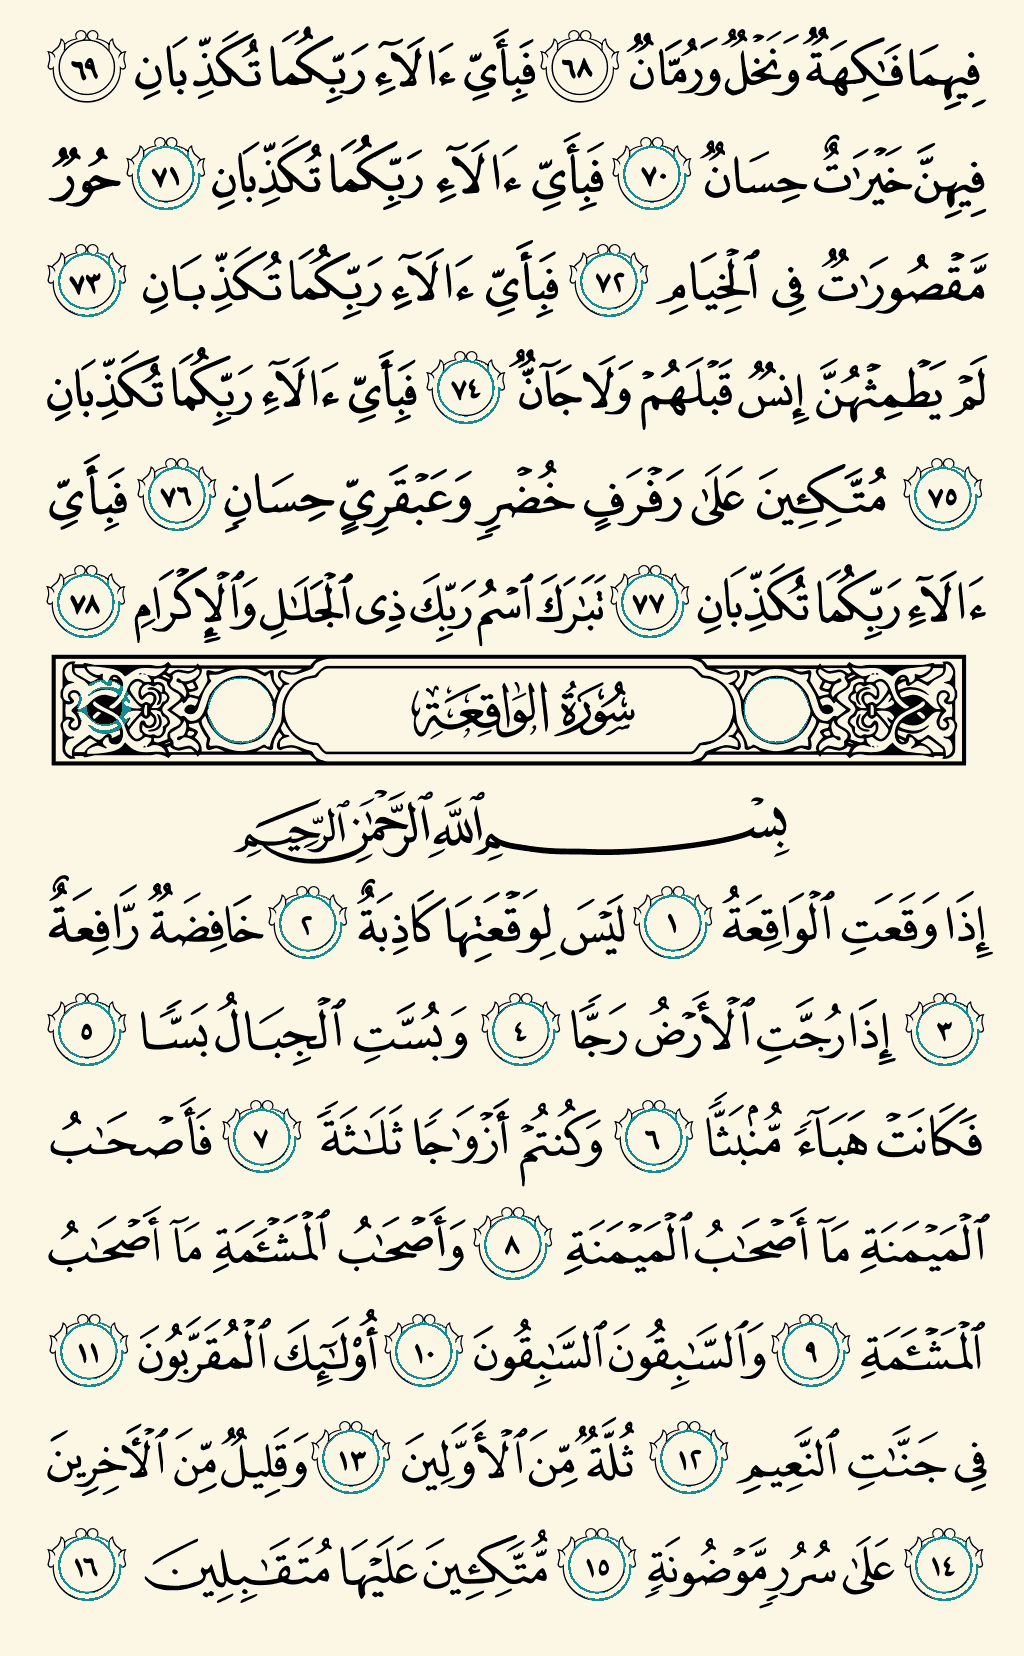 فِيهِمَا فَٰكِهَةٌ وَنَخْلٌ وَرُمَّانٌ ٦٨ فَبِأَيِّ ءَالَآءِ رَبِّكُمَا تُكَذِّبَانِ ٦٩
فِيهِنَّ خَيْرَٰتٌ حِسَانٌ ٧٠ فَبِأَيِّ ءَالَآءِ رَبِّكُمَا تُكَذِّبَانِ ٧١ حُورٌ
مَّقْصُورَٰتٌ فِى ٱلْخِيَامِ ٧٢ فَبِأَيِّ ءَالَآءِ رَبِّكُمَا تُكَذِّبَانِ ٧٣
لَمْ يَطْمِثْهُنَّ إِنسٌ قَبْلَهُمْ وَلَا جَآنٌّ ٧٤ فَبِأَيِّ ءَالَآءِ رَبِّكُمَا تُكَذِّبَانِ
٧٥ مُتَّكِـِٔينَ عَلَىٰ رَفْرَفٍ خُضْرٍ وَعَبْقَرِيٍّ حِسَانٍ ٧٦ فَبِأَيِّ
ءَالَآءِ رَبِّكُمَا تُكَذِّبَانِ ٧٧ تَبَٰرَكَ ٱسْمُ رَبِّكَ ذِى ٱلْجَلَٰلِ وَٱلْإِكْرَامِ ٧٨
سُورَةُ الوَاقِعَةِ
بِسْمِ ٱللَّهِ ٱلرَّحْمَٰنِ ٱلرَّحِيمِ
إِذَا وَقَعَتِ ٱلْوَاقِعَةُ ١ لَيْسَ لِوَقْعَتِهَا كَاذِبَةٌ ٢ خَافِضَةٌ رَّافِعَةٌ
٣ إِذَا رُجَّتِ ٱلْأَرْضُ رَجًّا ٤ وَبُسَّتِ ٱلْجِبَالُ بَسًّا ٥
فَكَانَتْ هَبَآءً مُّنۢبَثًّا ٦ وَكُنتُمْ أَزْوَٰجًا ثَلَٰثَةً ٧ فَأَصْحَٰبُ
ٱلْمَيْمَنَةِ مَآ أَصْحَٰبُ ٱلْمَيْمَنَةِ ٨ وَأَصْحَٰبُ ٱلْمَشْـَٔمَةِ مَآ أَصْحَٰبُ
ٱلْمَشْـَٔمَةِ ٩ وَٱلسَّٰبِقُونَ ٱلسَّٰبِقُونَ ١٠ أُو۟لَٰٓئِكَ ٱلْمُقَرَّبُونَ ١١
فِى جَنَّٰتِ ٱلنَّعِيمِ ١٢ ثُلَّةٌ مِّنَ ٱلْأَوَّلِينَ ١٣ وَقَلِيلٌ مِّنَ ٱلْءَاخِرِينَ
١٤ عَلَىٰ سُرُرٍ مَّوْضُونَةٍ ١٥ مُّتَّكِـِٔينَ عَلَيْهَا مُتَقَٰبِلِينَ ١٦